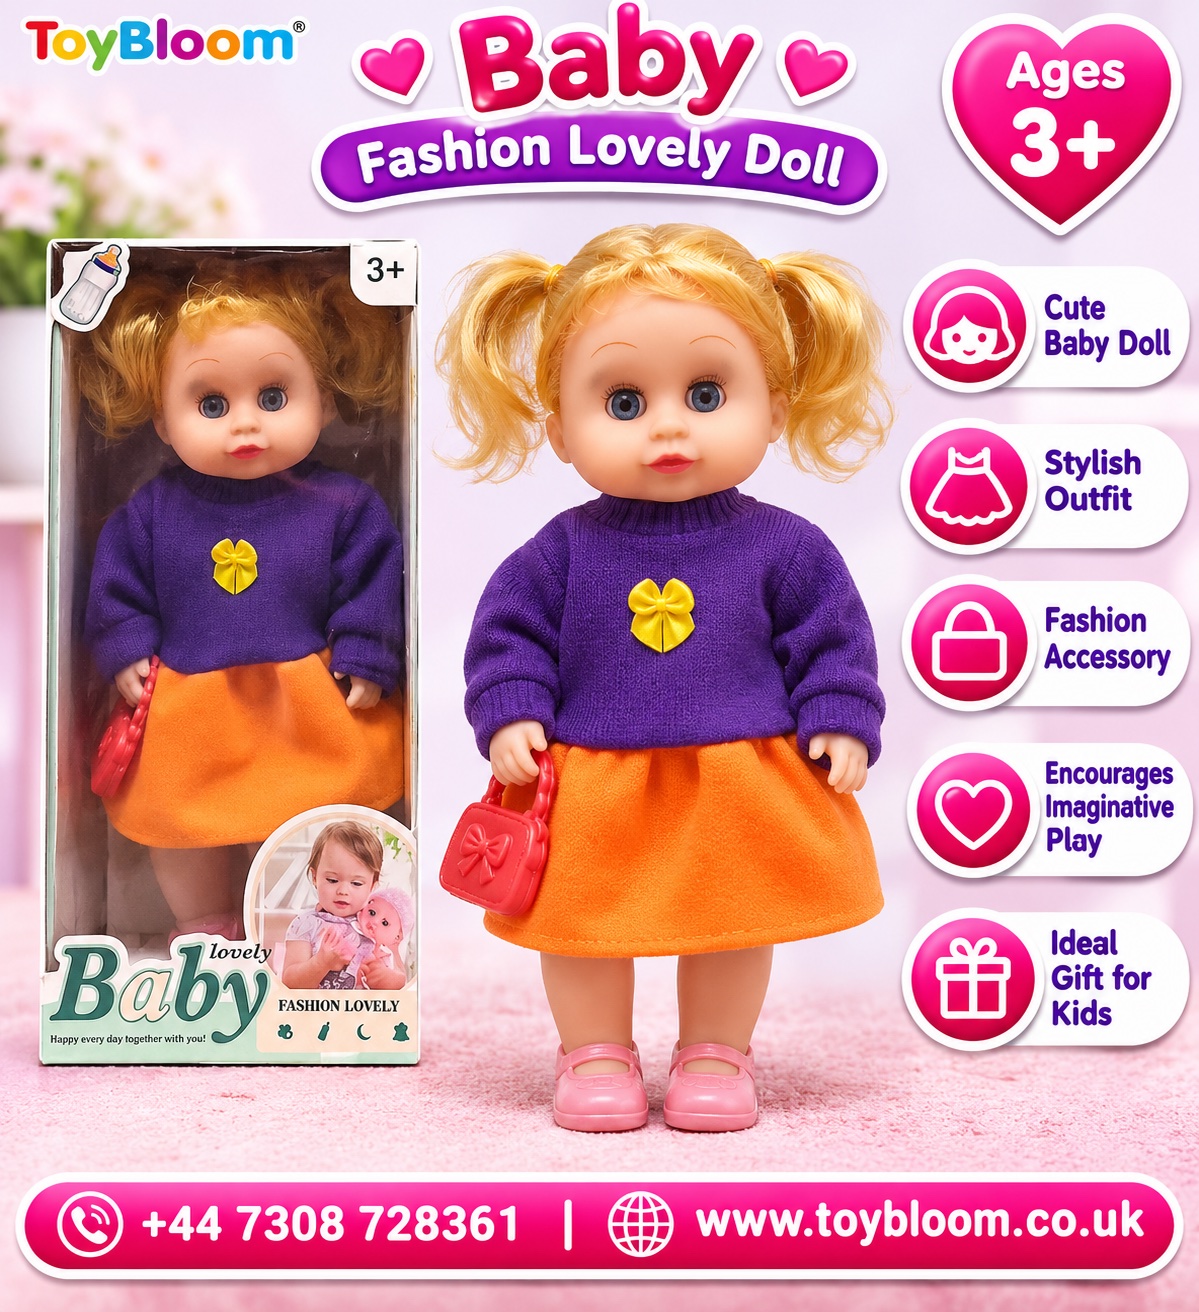 ToyBloom®
Baby
Fashion Lovely Doll
Ages
3+
3+
Cute
Baby Doll
Stylish
Outfit
Fashion
Accessory
Encourages
Imaginative
Play
Ideal
Gift for
Kids
lovely
Baby
FASHION LOVELY
Happy every day together with you!
+44 7308 728361 | www.toybloom.co.uk